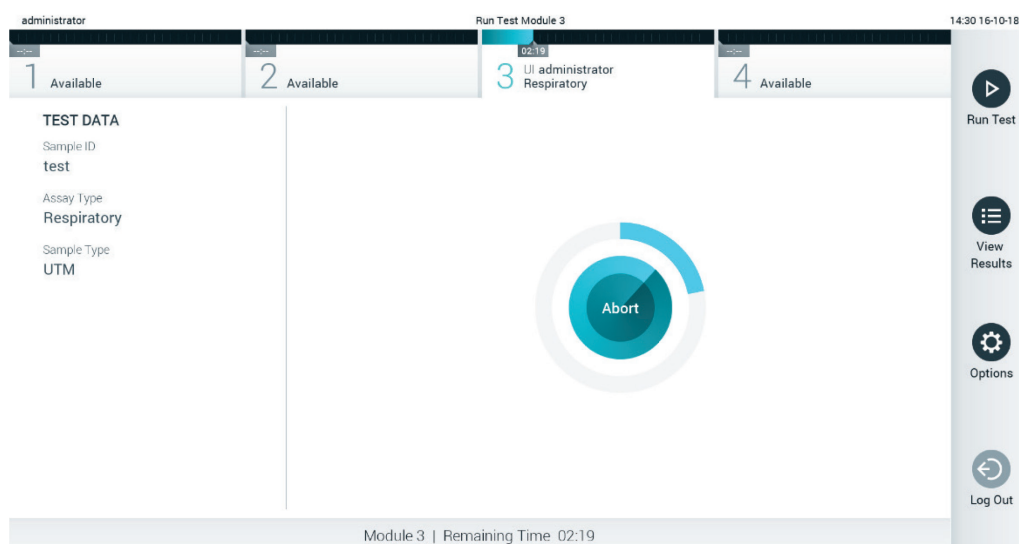 administrator
Run Test Module 3
14:30 16-10-18
--:--
1 Available
--:--
2 Available
02:19
3 UI administrator
Respiratory
--:--
4 Available
TEST DATA
Sample ID
test
Assay Type
Respiratory
Sample Type
UTM
Abort
Run Test
View
Results
Options
Log Out
Module 3 | Remaining Time 02:19